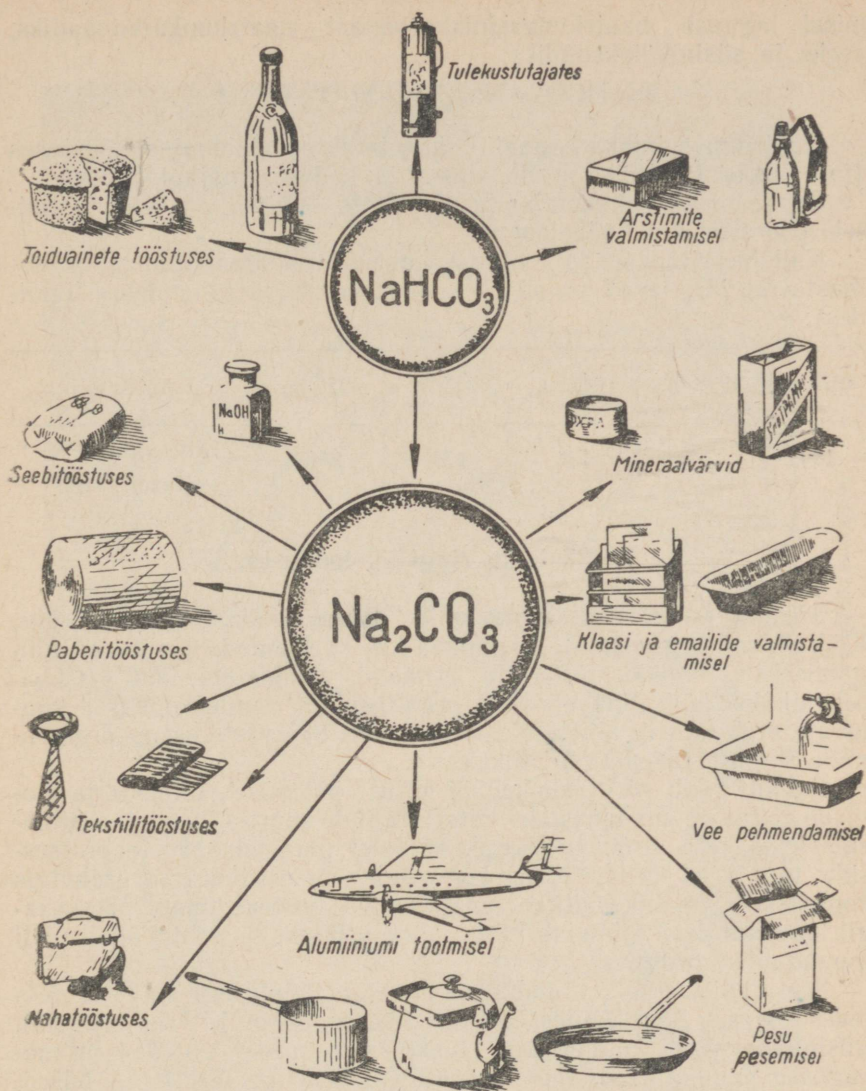 Tulekustutajates
Toiduainete tööstuses
Arstimite
valmistamisel
NaHCO₃
NaOH
Seebitööstuses
Mineraalvärvid
Paberitööstuses
Na₂CO₃
Klaasi ja emailide valmista-
misel
Tekstiilitööstuses
Vee pehmendamisel
Alumiiniumi tootmisel
Nahatööstuses
Pesu
pesemisel